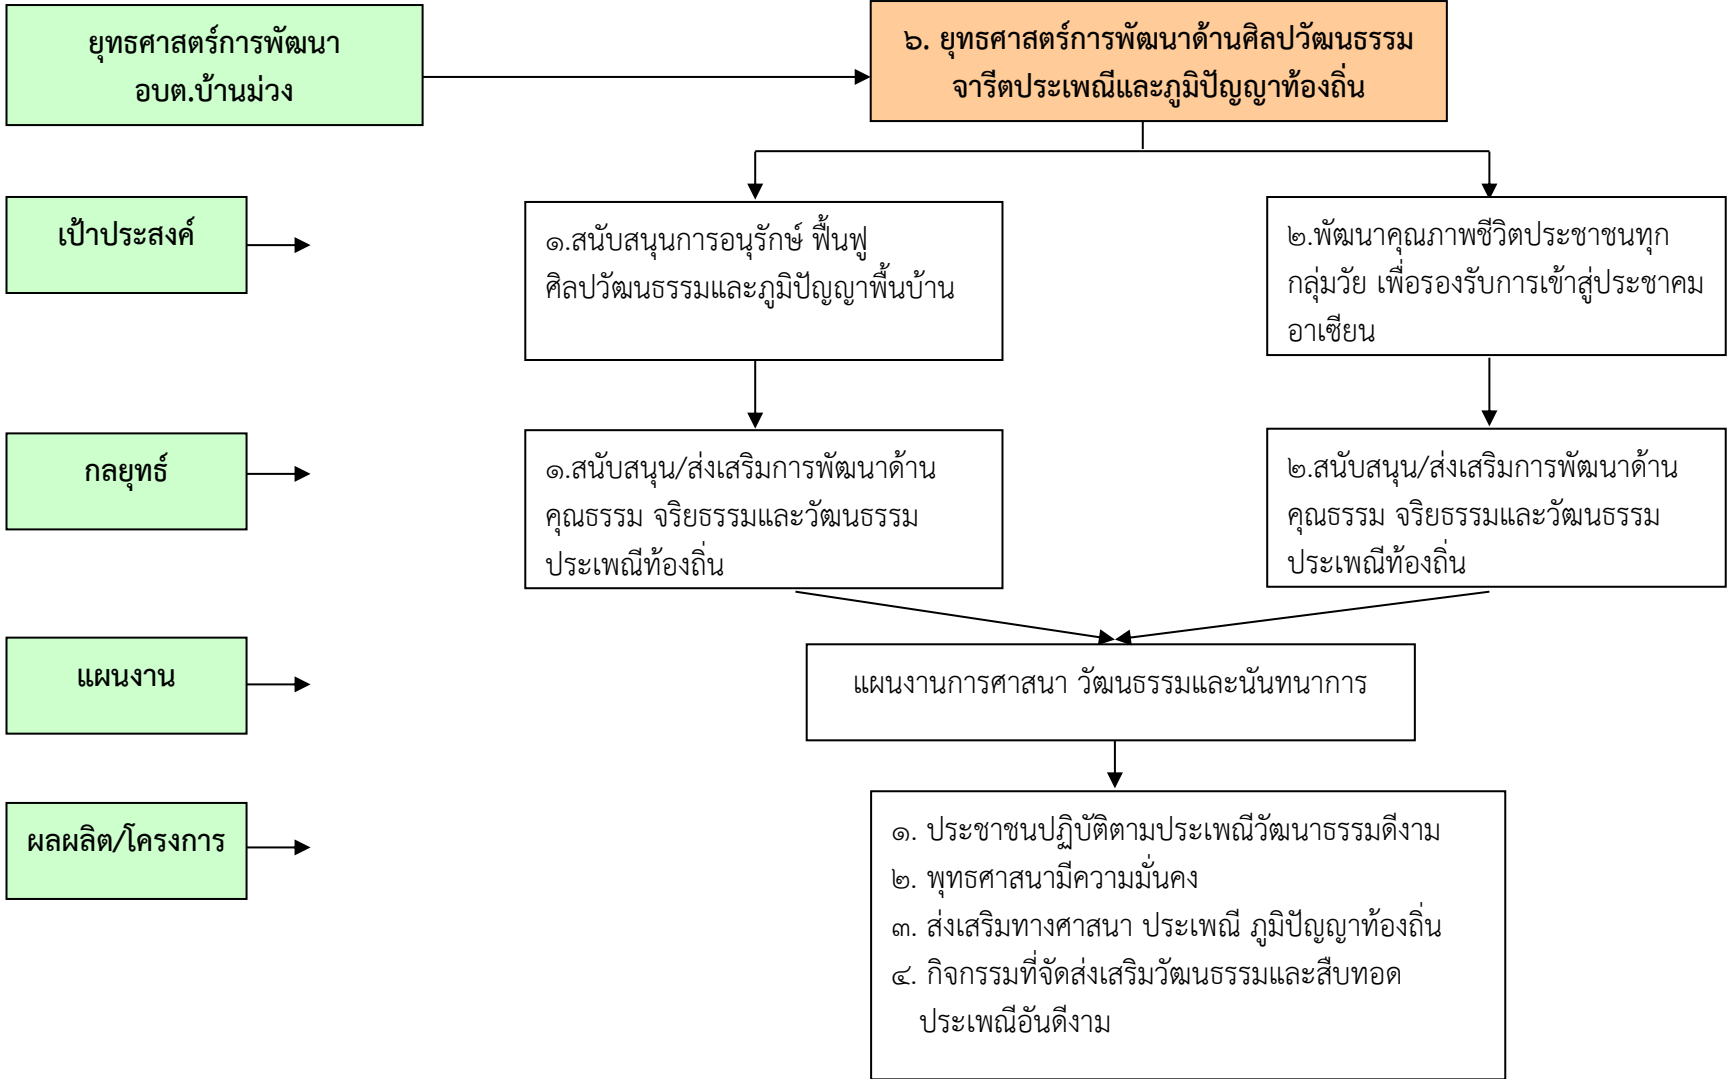 ยุทธศาสตร์การพัฒนา
อบต.บ้านม่วง
๖. ยุทธศาสตร์การพัฒนาด้านศิลปวัฒนธรรม
จารีตประเพณีและภูมิปัญญาท้องถิ่น
เป้าประสงค์
๑.สนับสนุนการอนุรักษ์ ฟื้นฟู
ศิลปวัฒนธรรมและภูมิปัญญาพื้นบ้าน
๒.พัฒนาคุณภาพชีวิตประชาชนทุก
กลุ่มวัย เพื่อรองรับการเข้าสู่ประชาคม
อาเซียน
กลยุทธ์
๑.สนับสนุน/ส่งเสริมการพัฒนาด้าน
คุณธรรม จริยธรรมและวัฒนธรรม
ประเพณีท้องถิ่น
๒.สนับสนุน/ส่งเสริมการพัฒนาด้าน
คุณธรรม จริยธรรมและวัฒนธรรม
ประเพณีท้องถิ่น
แผนงาน
แผนงานการศาสนา วัฒนธรรมและนันทนาการ
ผลผลิต/โครงการ
๑. ประชาชนปฏิบัติตามประเพณีวัฒนาธรรมดีงาม
๒. พุทธศาสนามีความมั่นคง
๓. ส่งเสริมทางศาสนา ประเพณี ภูมิปัญญาท้องถิ่น
๔. กิจกรรมที่จัดส่งเสริมวัฒนธรรมและสืบทอด
ประเพณีอันดีงาม